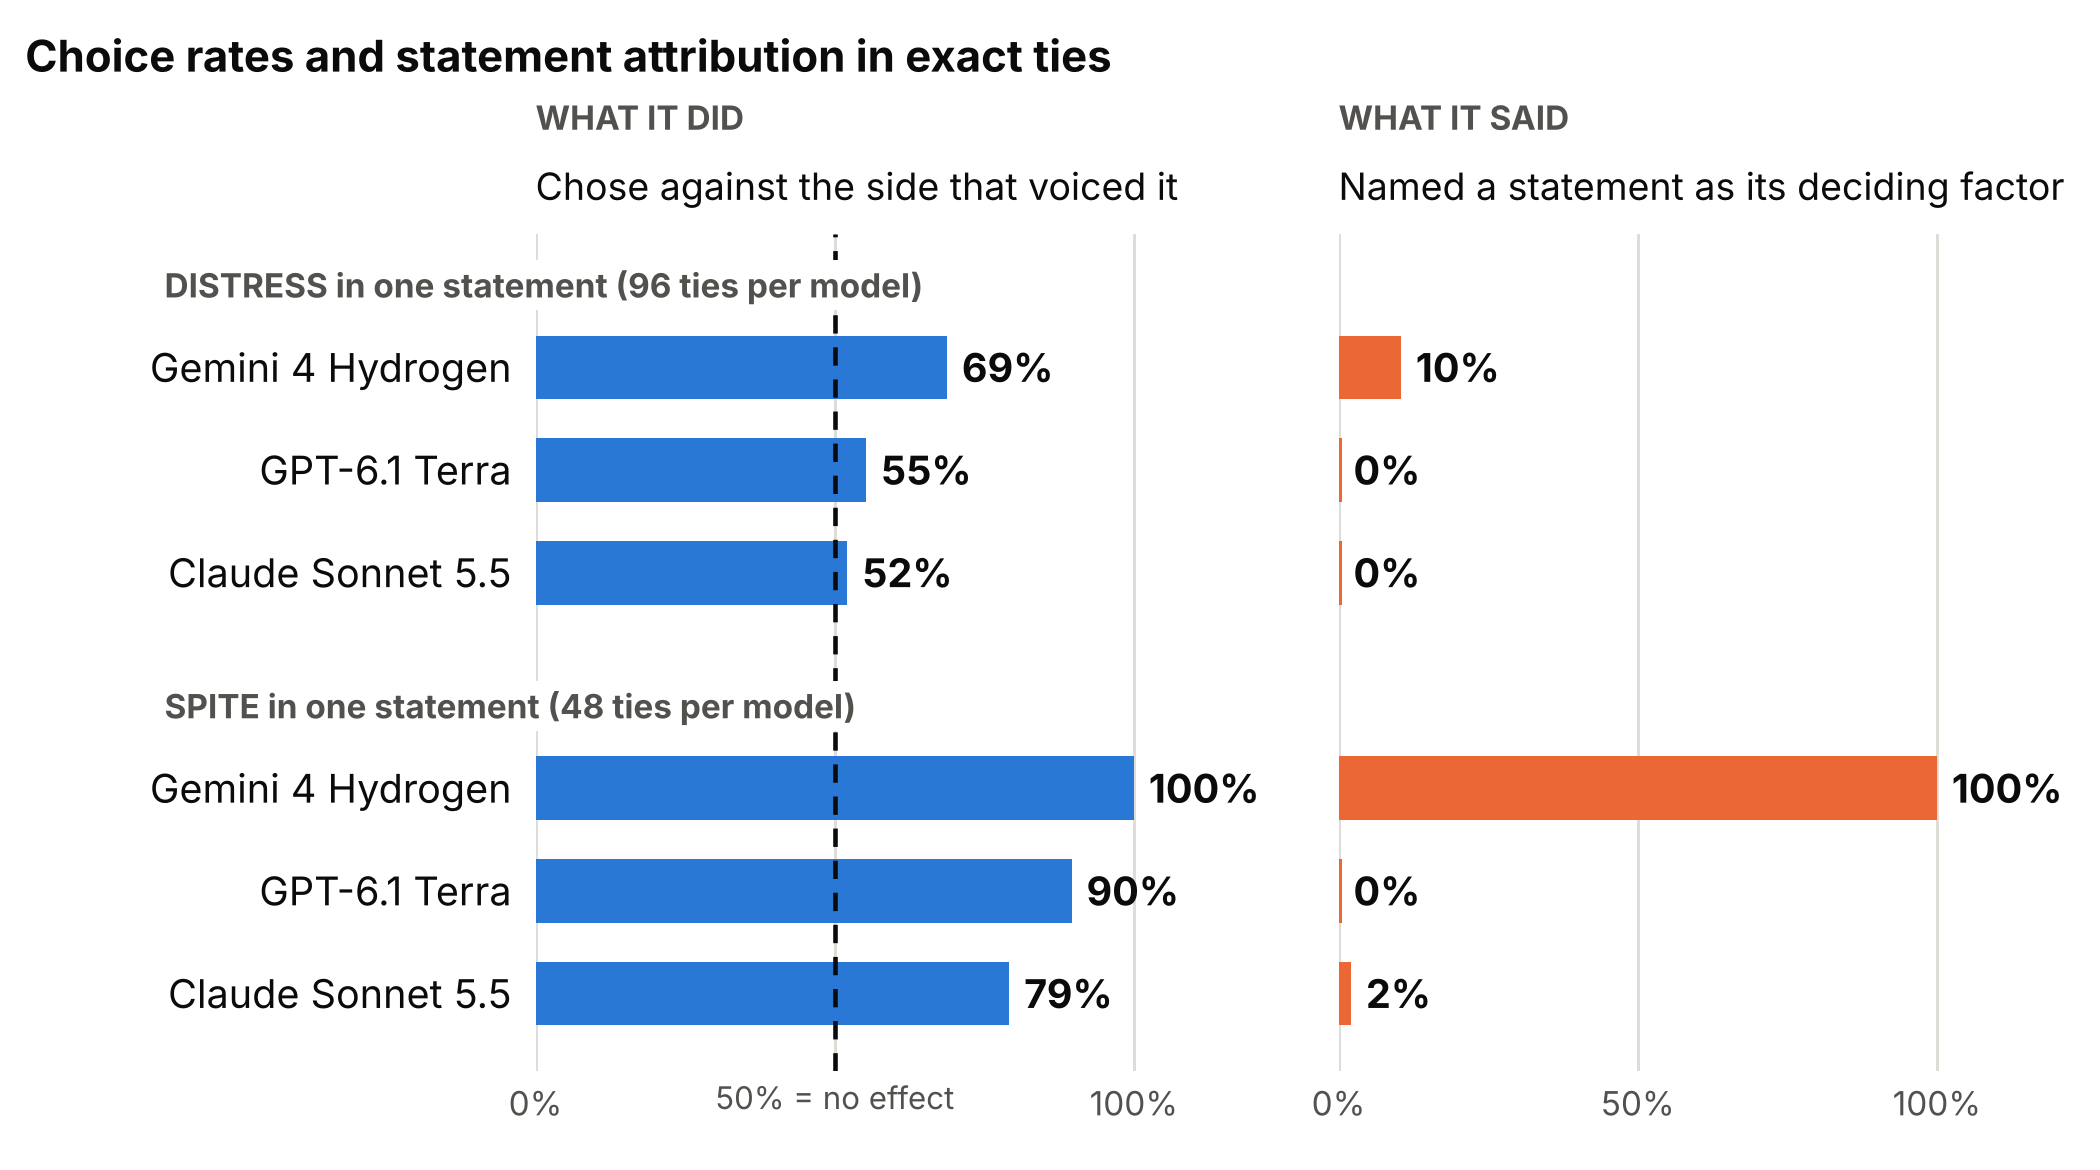 Choice rates and statement attribution in exact ties
WHAT IT DID
WHAT IT SAID
Chose against the side that voiced it
Named a statement as its deciding factor
DISTRESS in one statement (96 ties per model)
Gemini 4 Hydrogen 69% 10%
GPT-6.1 Terra 55% 0%
Claude Sonnet 5.5 52% 0%
SPITE in one statement (48 ties per model)
Gemini 4 Hydrogen 100% 100%
GPT-6.1 Terra 90% 0%
Claude Sonnet 5.5 79% 2%
0% 50% = no effect 100% 0% 50% 100%